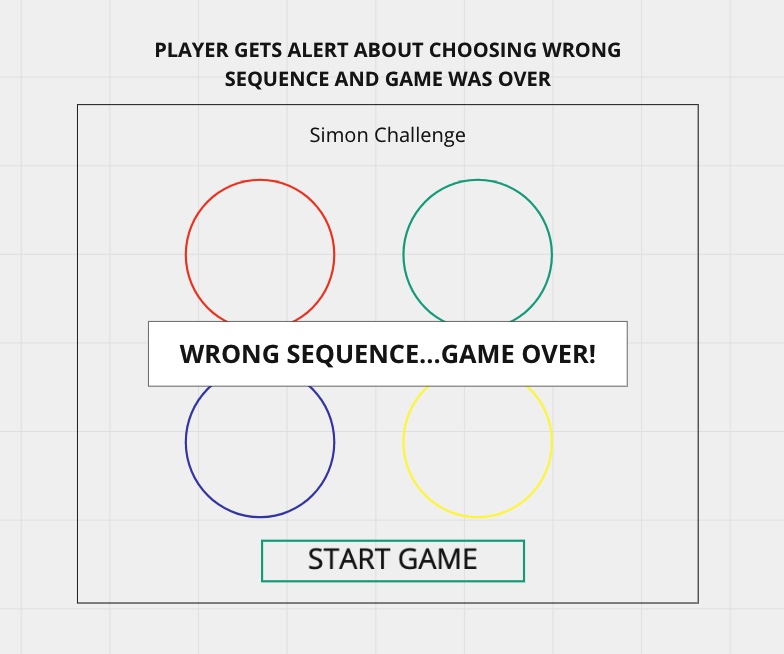 PLAYER GETS ALERT ABOUT CHOOSING WRONG
SEQUENCE AND GAME WAS OVER
Simon Challenge
WRONG SEQUENCE...GAME OVER!
START GAME